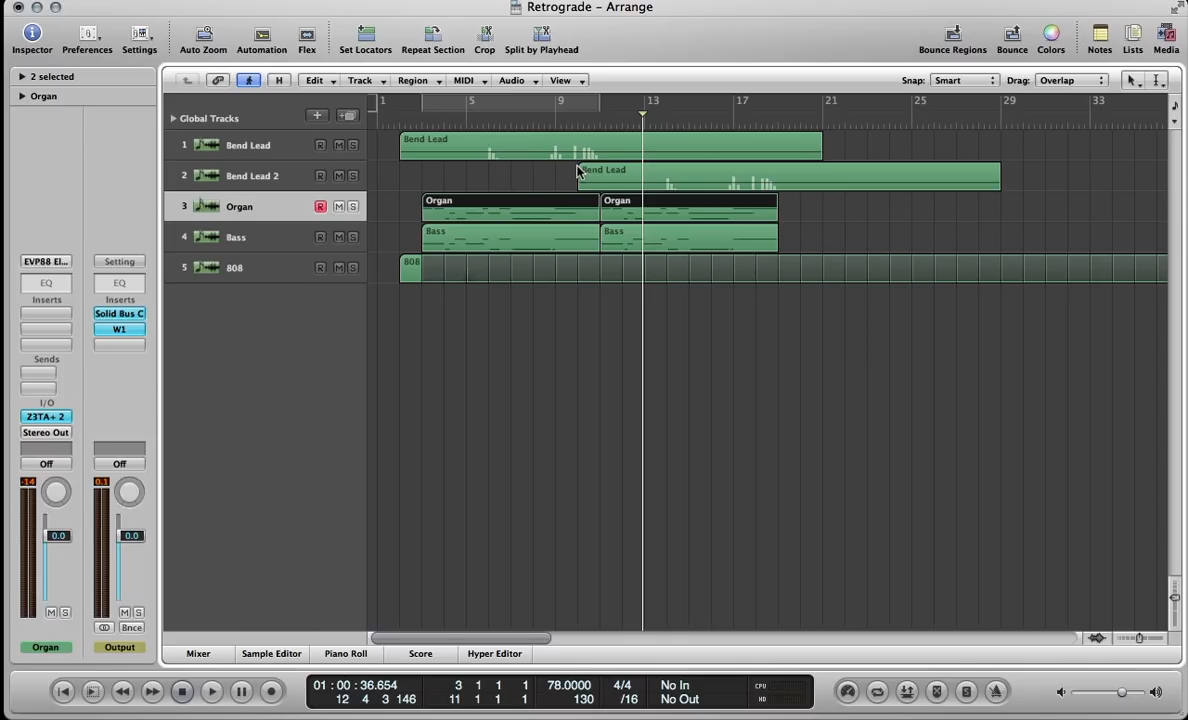 Retrograde – Arrange
Inspector
Preferences
Settings
Auto Zoom
Automation
Flex
Set Locators
Repeat Section
Crop
Split by Playhead
Bounce Regions
Bounce
Colors
Notes
Lists
Media
2 selected
H
Edit
Track
Region
MIDI
Audio
View
Snap: Smart
Drag: Overlap
Organ
Global Tracks
1 5 9 13 17 21 25 29 33
1 Bend Lead R M S
Bend Lead
2 Bend Lead 2 R M S
Bend Lead
3 Organ R M S
Organ
Organ
4 Bass R M S
Bass
Bass
5 808 R M S
808
EVP88 El...
Setting
EQ
EQ
Inserts
Inserts
Solid Bus C
W1
Sends
I/O
Z3TA+ 2
Stereo Out
Off
Off
-14
0.1
0.0
0.0
M S
M S
Bnce
Organ
Output
Mixer
Sample Editor
Piano Roll
Score
Hyper Editor
01 : 00 : 36.654 3 1 1 1 78.0000 4/4 No In CPU
12 4 3 146 11 1 1 1 130 /16 No Out HD
S